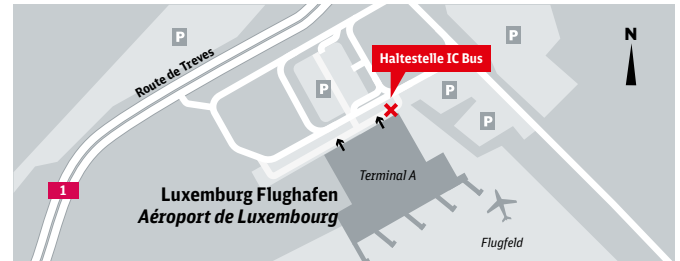 P
P
N
Route de Treves
Haltestelle IC Bus
P
P
P
Terminal A
1
Luxemburg Flughafen
Aéroport de Luxembourg
Flugfeld